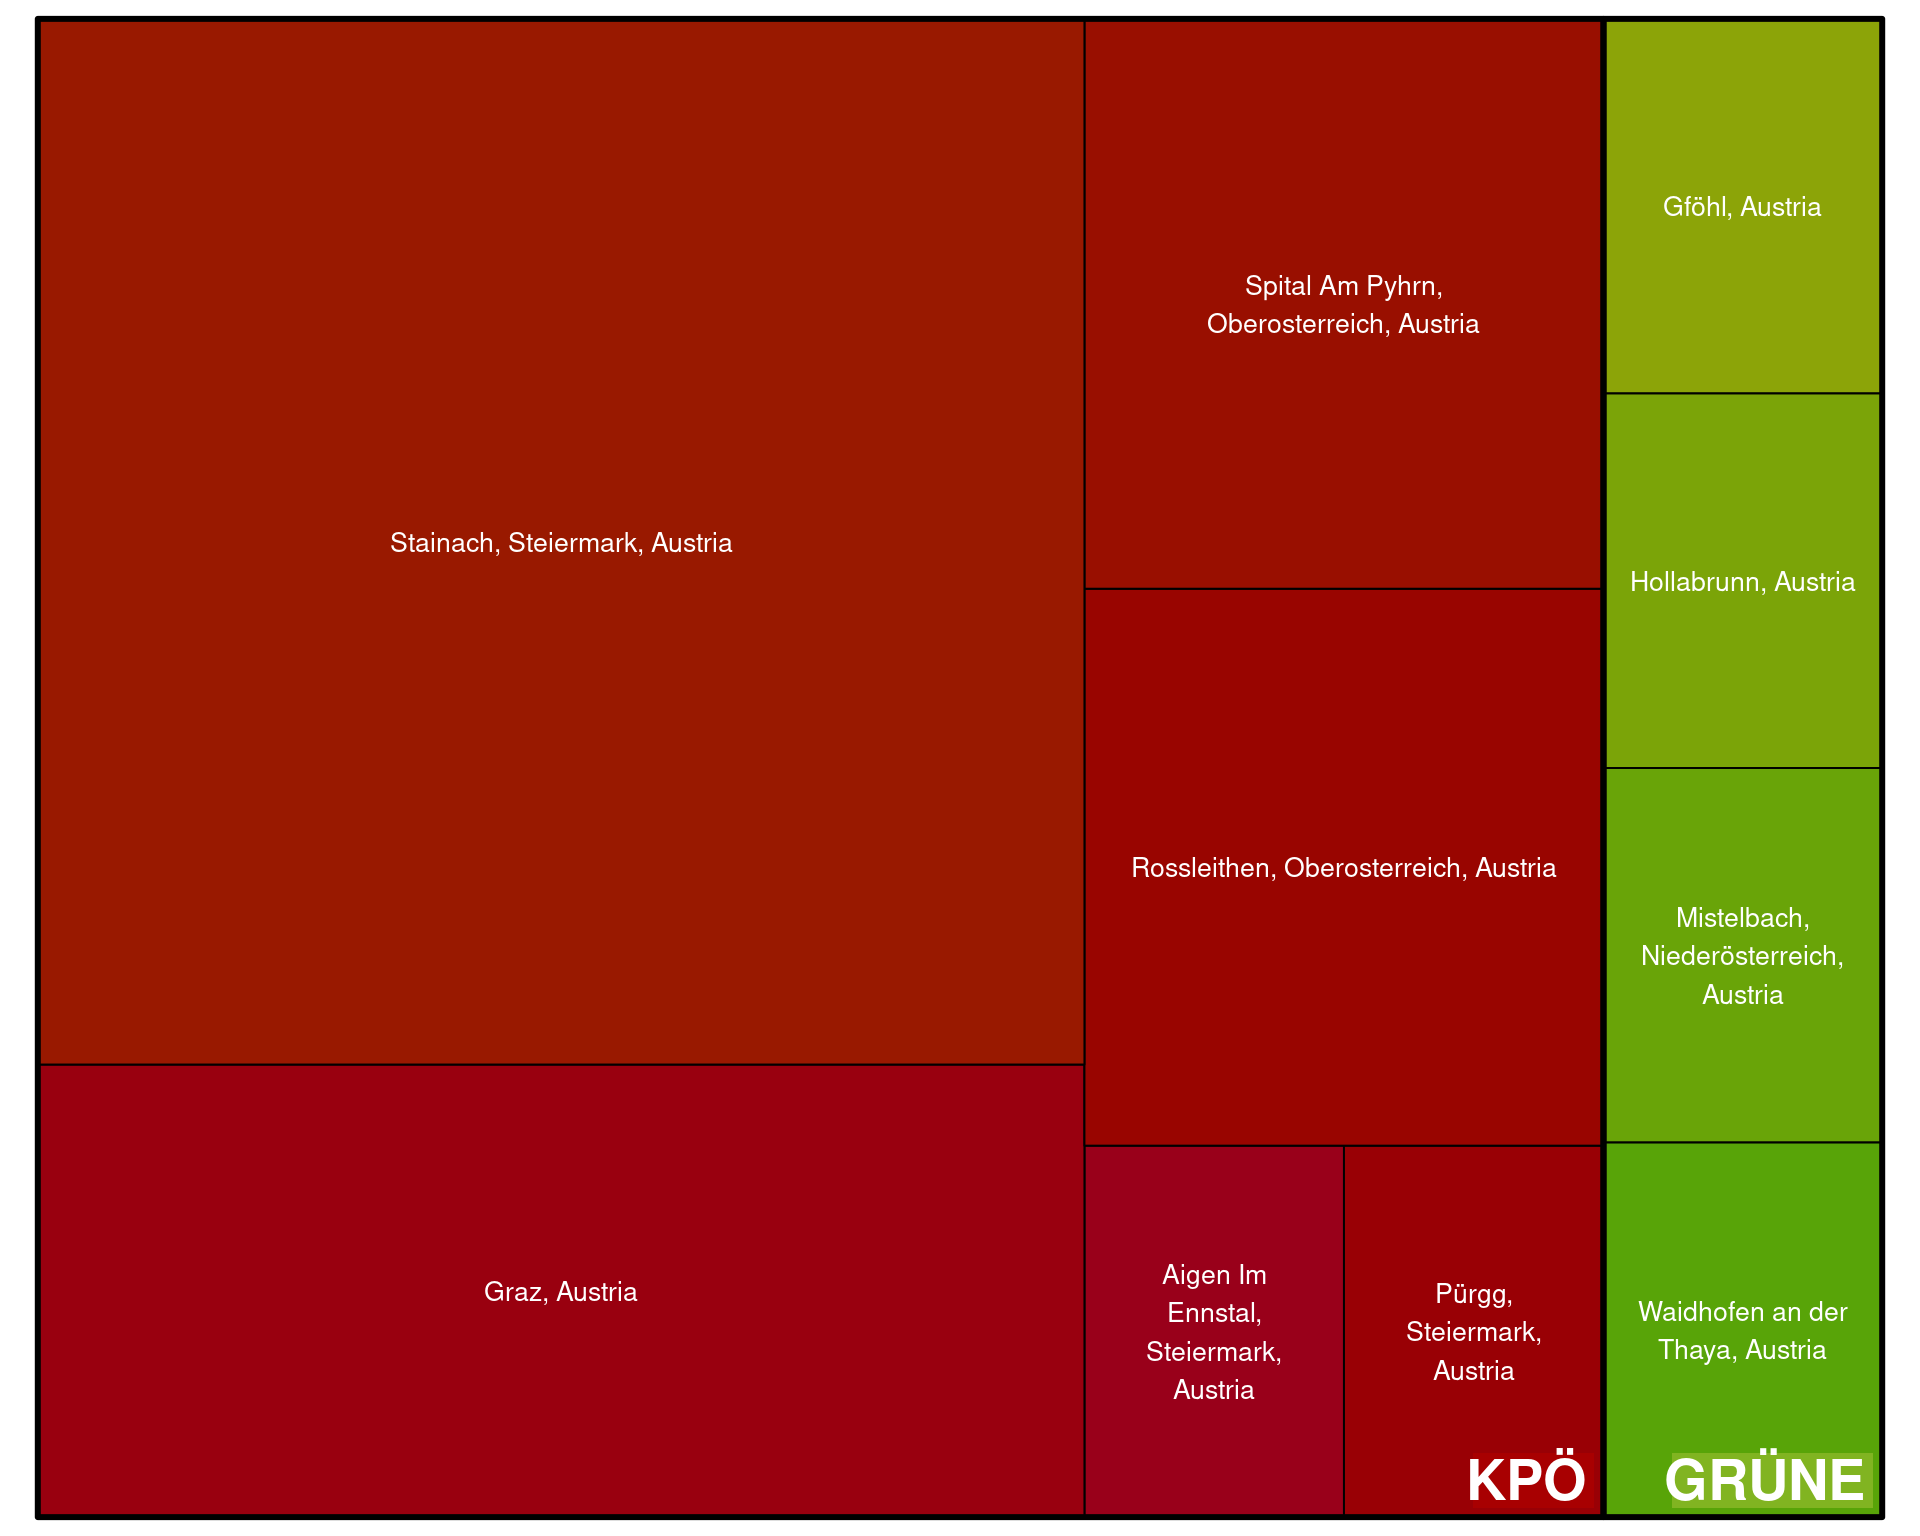 Stainach, Steiermark, Austria
Graz, Austria
Spital Am Pyhrn,
Oberosterreich, Austria
Rossleithen, Oberosterreich, Austria
Aigen Im
Ennstal,
Steiermark,
Austria
Pürgg,
Steiermark,
Austria
KPÖ
Gföhl, Austria
Hollabrunn, Austria
Mistelbach,
Niederösterreich,
Austria
Waidhofen an der
Thaya, Austria
GRÜNE